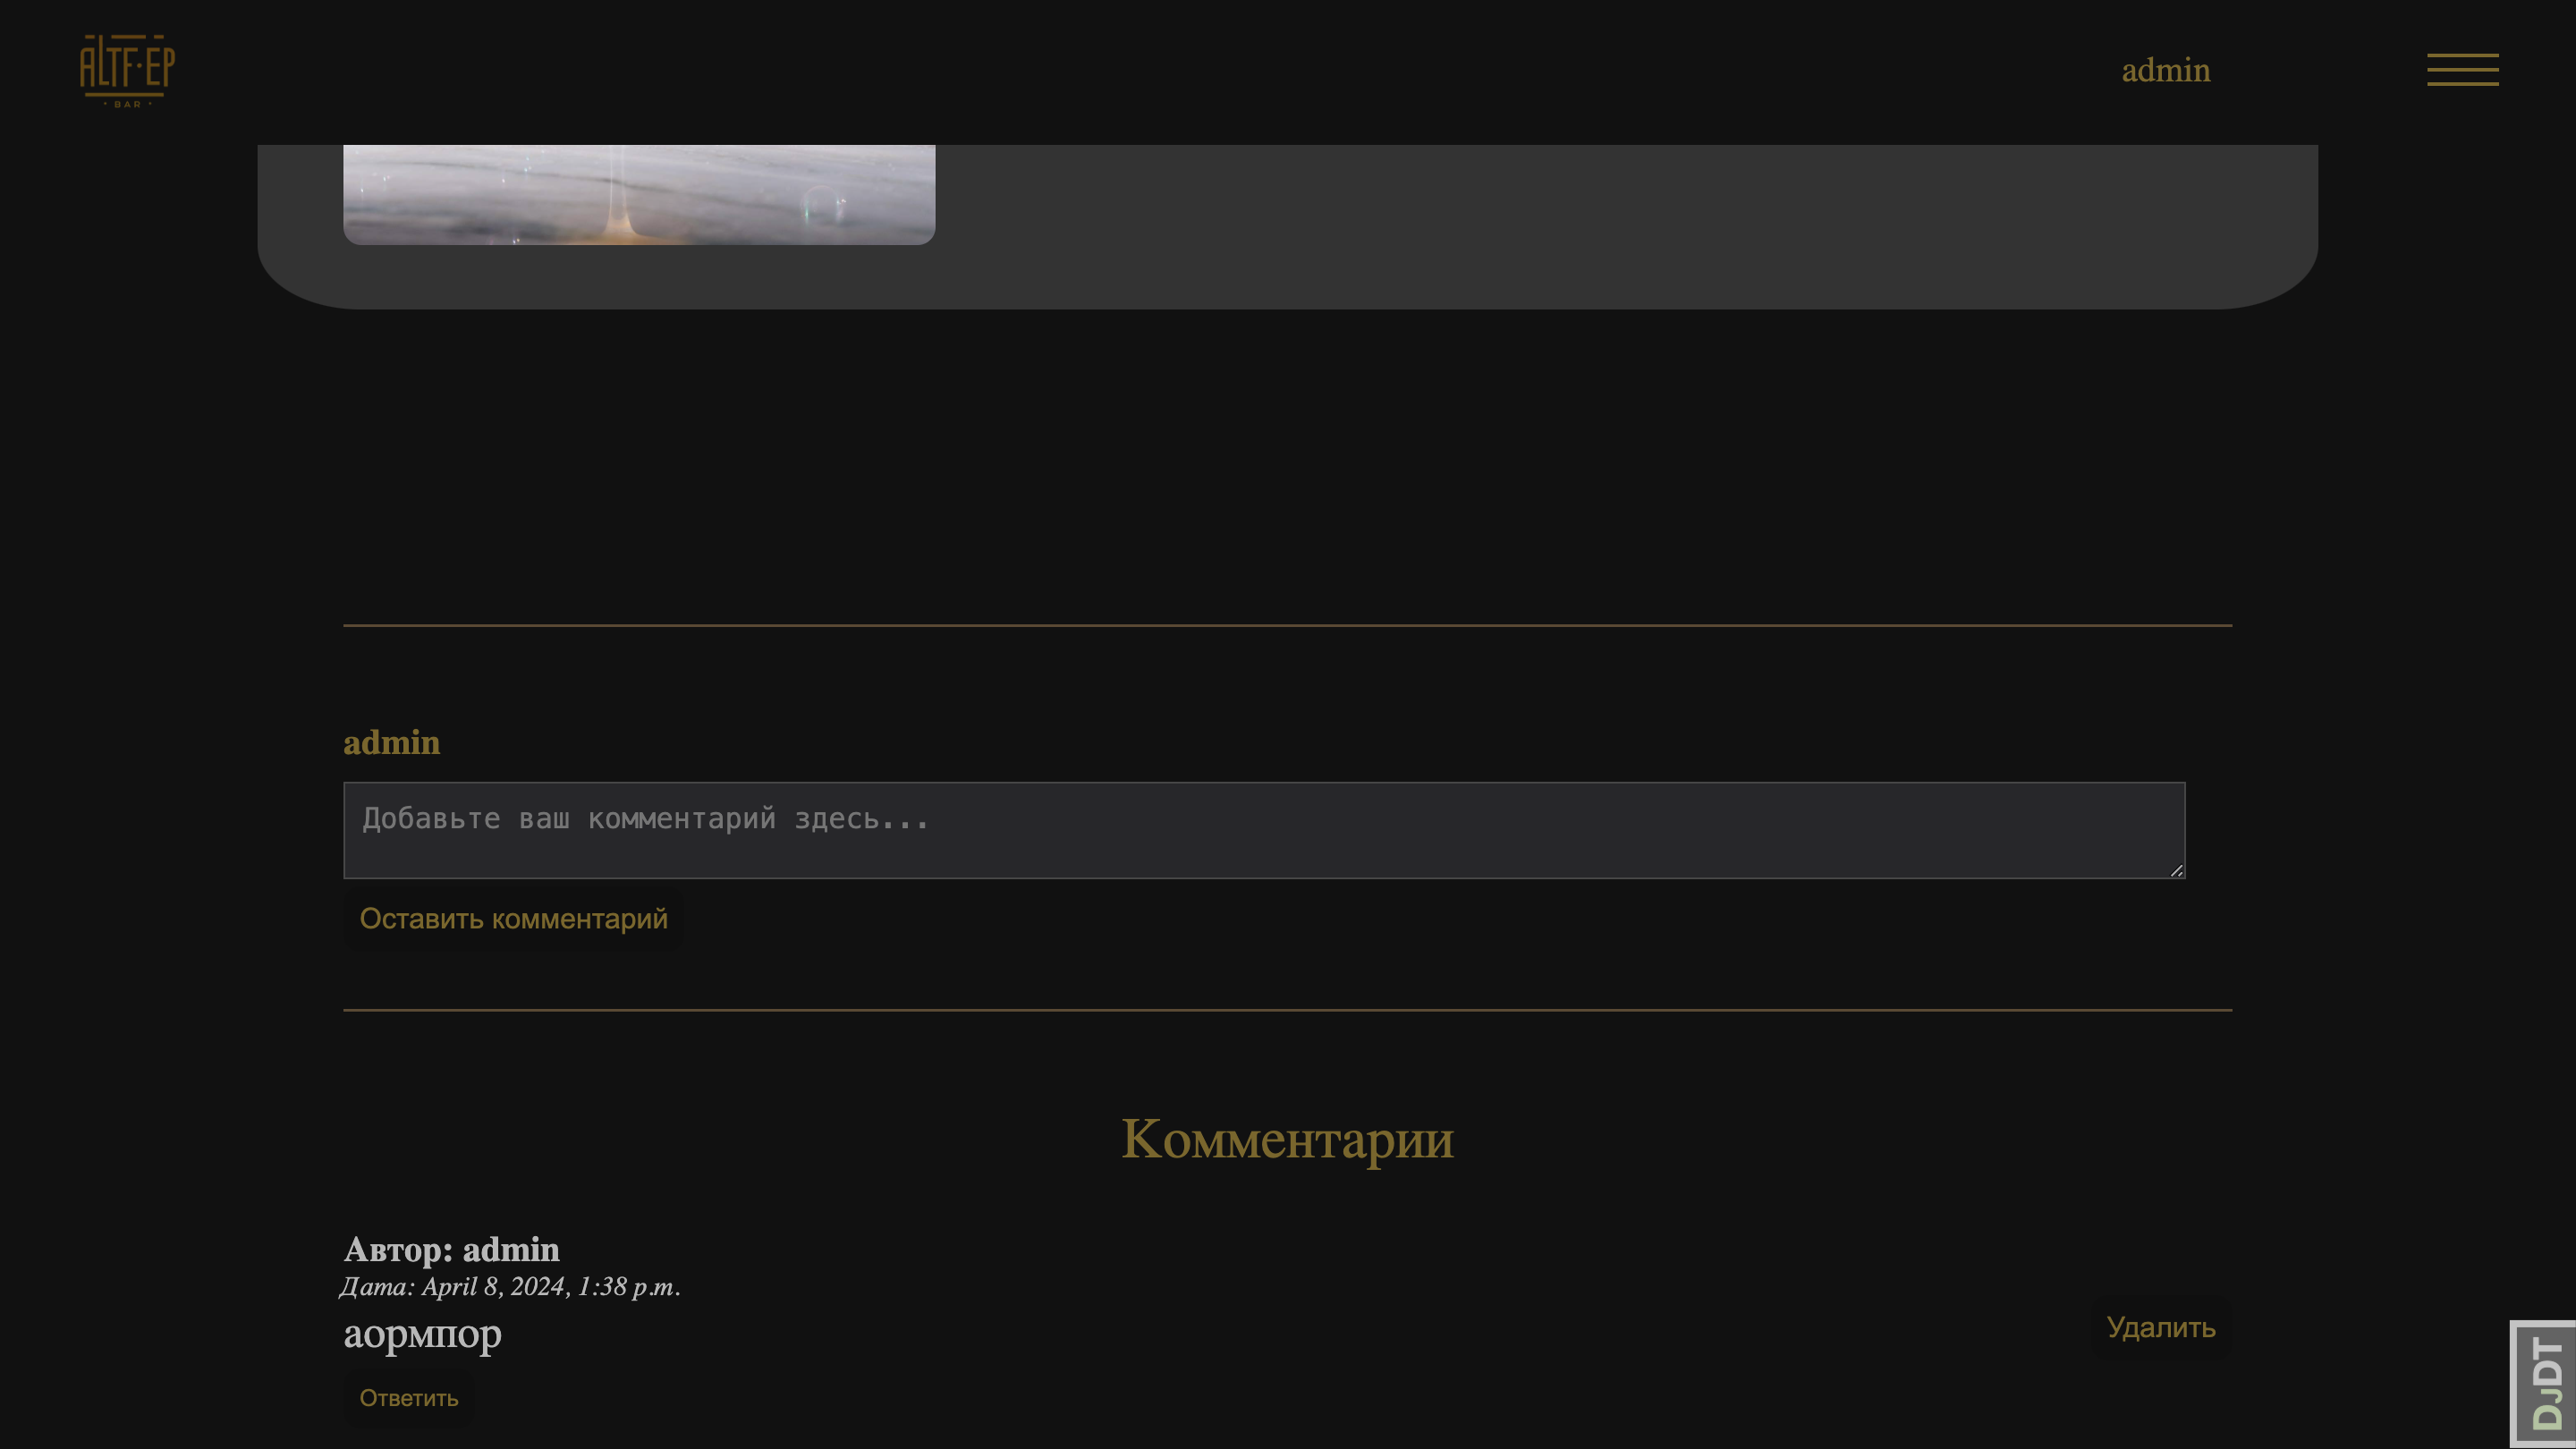 ALTF·EP
· BAR ·
admin
admin
Добавьте ваш комментарий здесь...
Оставить комментарий
Комментарии
Автор: admin
Дата: April 8, 2024, 1:38 p.m.
аормпор
Удалить
Ответить
DJDT